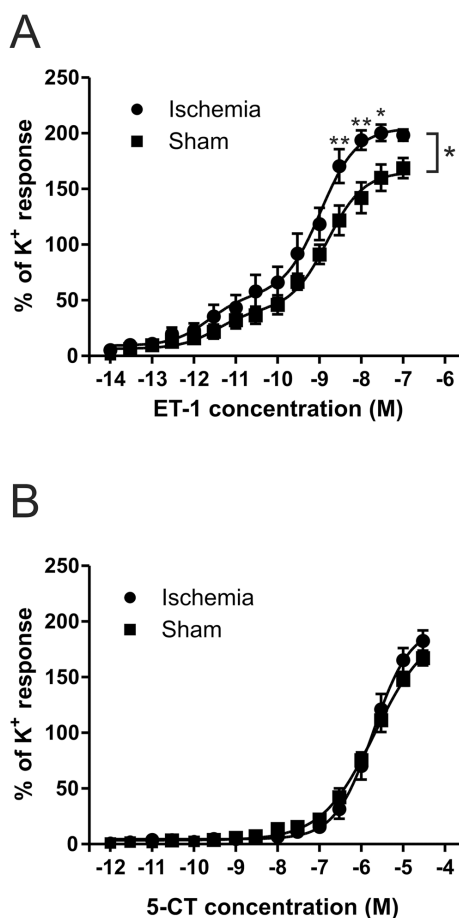 A
250
200
150
100
50
0
% of K+ response
Ischemia
Sham
** ** *
*
-14 -13 -12 -11 -10 -9 -8 -7 -6
ET-1 concentration (M)
B
250
200
150
100
50
0
% of K+ response
Ischemia
Sham
-12 -11 -10 -9 -8 -7 -6 -5 -4
5-CT concentration (M)